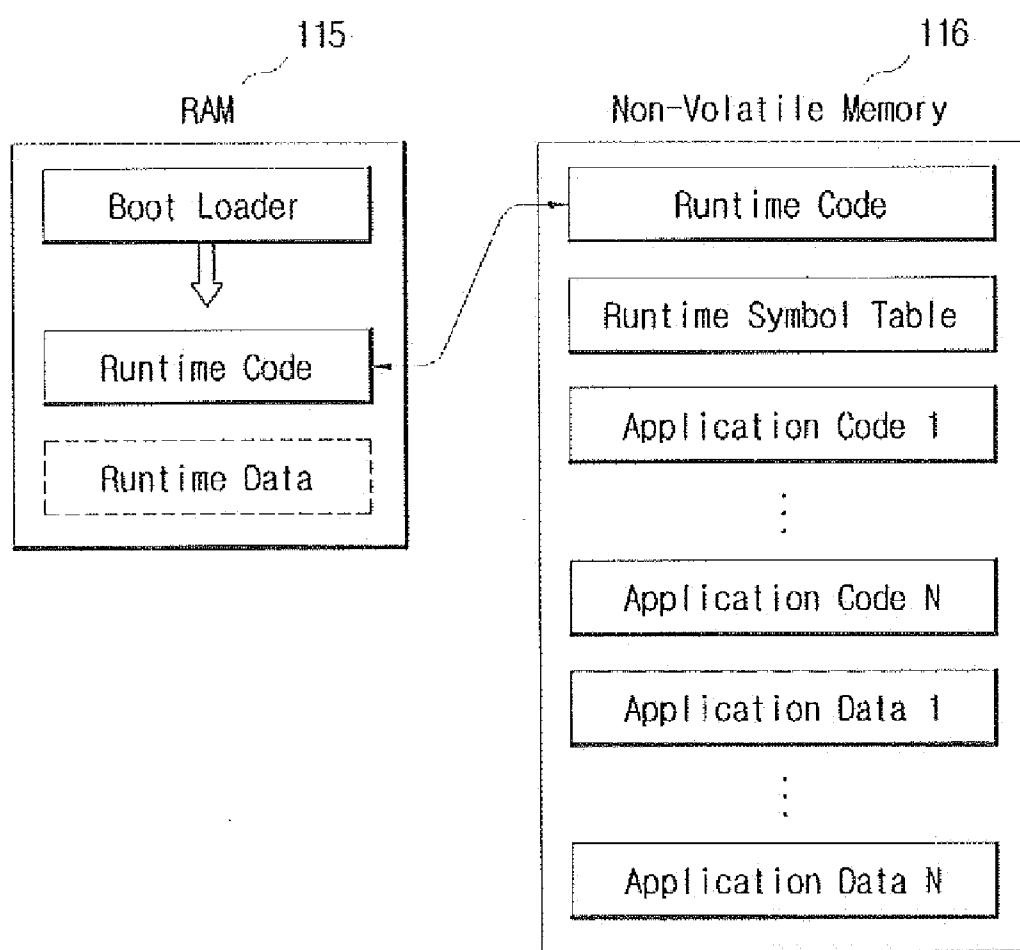 115
RAM
Boot Loader
Runtime Code
Runtime Data
116
Non-Volatile Memory
Runtime Code
Runtime Symbol Table
Application Code 1
Application Code N
Application Data 1
Application Data N